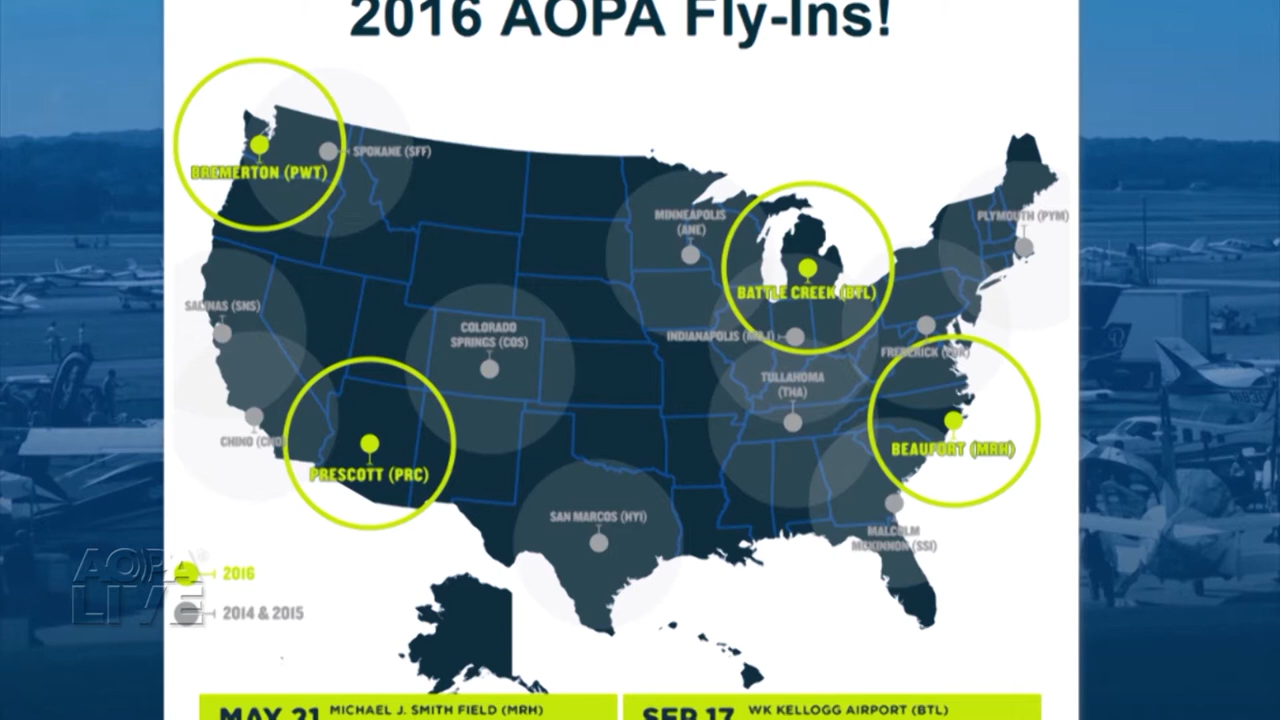 2016 AOPA Fly-Ins!
BREMERTON (PWT)
SPOKANE (SFF)
MINNEAPOLIS
(ANE)
PLYMOUTH (PYM)
BATTLE CREEK (BTL)
SALINAS (SNS)
COLORADO
SPRINGS (COS)
INDIANAPOLIS
FREDERICK
TULLAHOMA
(THA)
CHINO
PRESCOTT (PRC)
BEAUFORT (MRH)
SAN MARCOS (HYI)
MALCOLM
MCKINNON (SSI)
AOPA
LIVE
2016
2014 & 2015
MAY 21 MICHAEL J. SMITH FIELD (MRH)
SEP 17 WK KELLOGG AIRPORT (BTL)